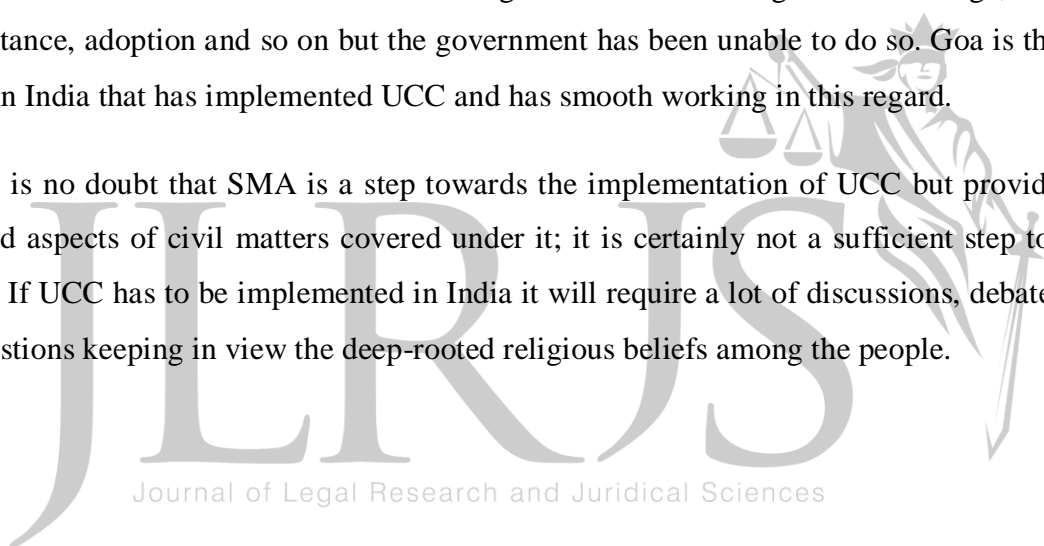 tance, adoption and so on but the government has been unable to do so. Goa is th
n India that has implemented UCC and has smooth working in this regard.
is no doubt that SMA is a step towards the implementation of UCC but provid
d aspects of civil matters covered under it; it is certainly not a sufficient step to
If UCC has to be implemented in India it will require a lot of discussions, debate
stions keeping in view the deep-rooted religious beliefs among the people.
JLRJS
Journal of Legal Research and Juridical Sciences